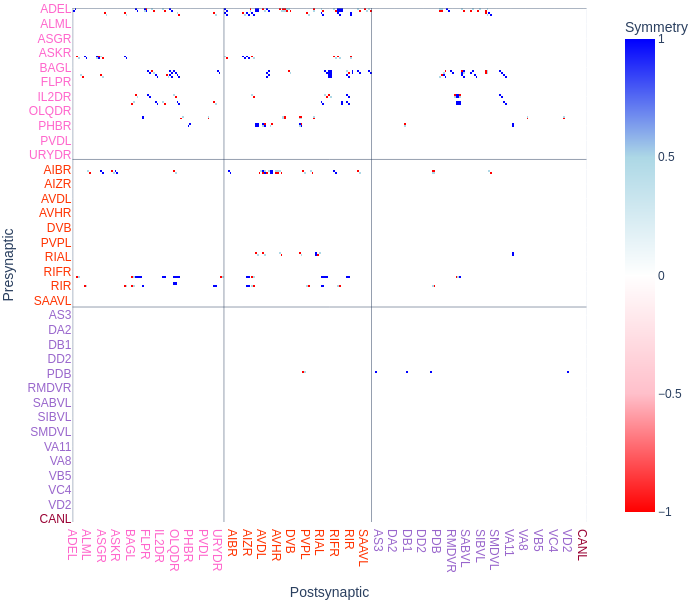 Symmetry
1
0.5
0
−0.5
−1
Presynaptic
ADEL
ALML
ASGR
ASKR
BAGL
FLPR
IL2DR
OLQDR
PHBR
PVDL
URYDR
AIBR
AIZR
AVDL
AVHR
DVB
PVPL
RIAL
RIFR
RIR
SAAVL
AS3
DA2
DB1
DD2
PDB
RMDVR
SABVL
SIBVL
SMDVL
VA11
VA8
VB5
VC4
VD2
CANL
ADEL
ALML
ASGR
ASKR
BAGL
FLPR
IL2DR
OLQDR
PHBR
PVDL
URYDR
AIBR
AIZR
AVDL
AVHR
DVB
PVPL
RIAL
RIFR
RIR
SAAVL
AS3
DA2
DB1
DD2
PDB
RMDVR
SABVL
SIBVL
SMDVL
VA11
VA8
VB5
VC4
VD2
CANL
Postsynaptic